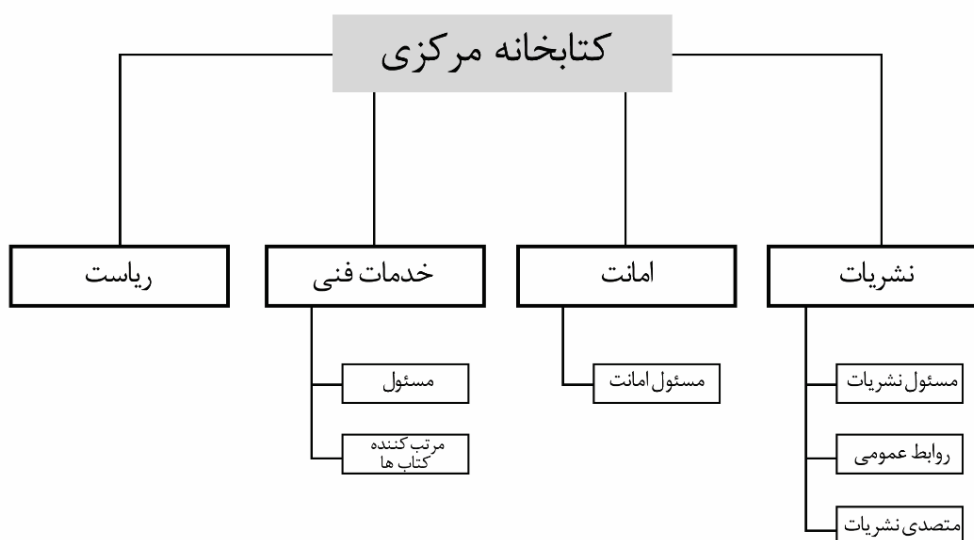 کتابخانه مرکزی
نشریات
امانت
خدمات فنی
ریاست
مسئول نشریات
مسئول امانت
مسئول
روابط عمومی
مرتب کننده
کتاب ها
متصدی نشریات